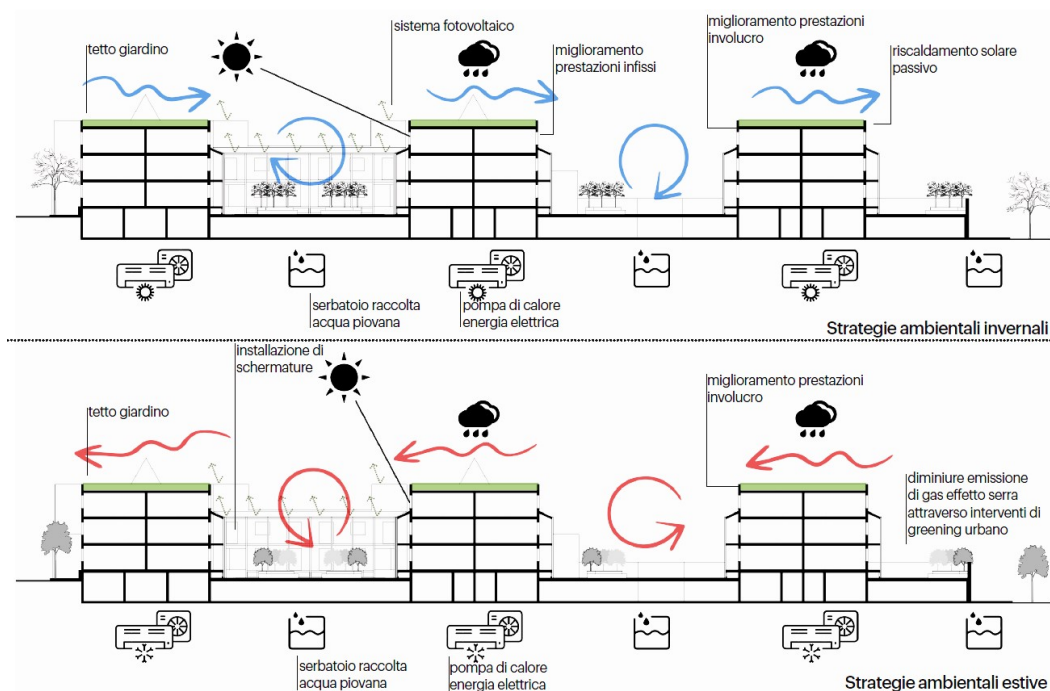 tetto giardino
sistema fotovoltaico
miglioramento
prestazioni infissi
miglioramento prestazioni
involucro
riscaldamento solare
passivo
serbatoio raccolta
acqua piovana
pompa di calore
energia elettrica
Strategie ambientali invernali
installazione di
schermature
tetto giardino
miglioramento prestazioni
involucro
diminiure emissione
di gas effetto serra
attraverso interventi di
greening urbano
serbatoio raccolta
acqua piovana
pompa di calore
energia elettrica
Strategie ambientali estive